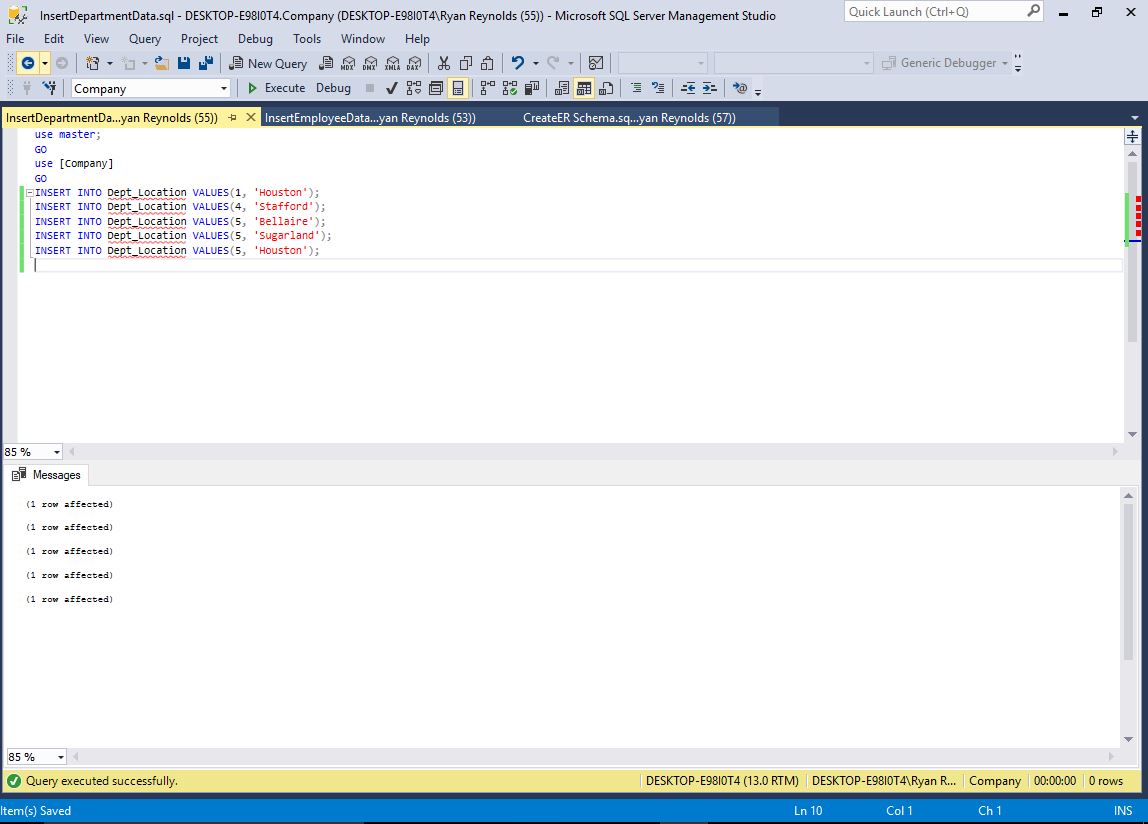 InsertDepartmentData.sql - DESKTOP-E98I0T4.Company (DESKTOP-E98I0T4\Ryan Reynolds (55)) - Microsoft SQL Server Management Studio
Quick Launch (Ctrl+Q)
File Edit View Query Project Debug Tools Window Help
New Query MDX DMX XMLA DAX Generic Debugger
Company Execute Debug
InsertDepartmentDa...yan Reynolds (55)) InsertEmployeeData...yan Reynolds (53)) CreateER Schema.sq...yan Reynolds (57))
use master;
GO
use [Company]
GO
INSERT INTO Dept_Location VALUES(1, 'Houston');
INSERT INTO Dept_Location VALUES(4, 'Stafford');
INSERT INTO Dept_Location VALUES(5, 'Bellaire');
INSERT INTO Dept_Location VALUES(5, 'Sugarland');
INSERT INTO Dept_Location VALUES(5, 'Houston');
85 %
Messages
(1 row affected)
(1 row affected)
(1 row affected)
(1 row affected)
(1 row affected)
85 %
Query executed successfully. DESKTOP-E98I0T4 (13.0 RTM) DESKTOP-E98I0T4\Ryan R... Company 00:00:00 0 rows
Item(s) Saved Ln 10 Col 1 Ch 1 INS